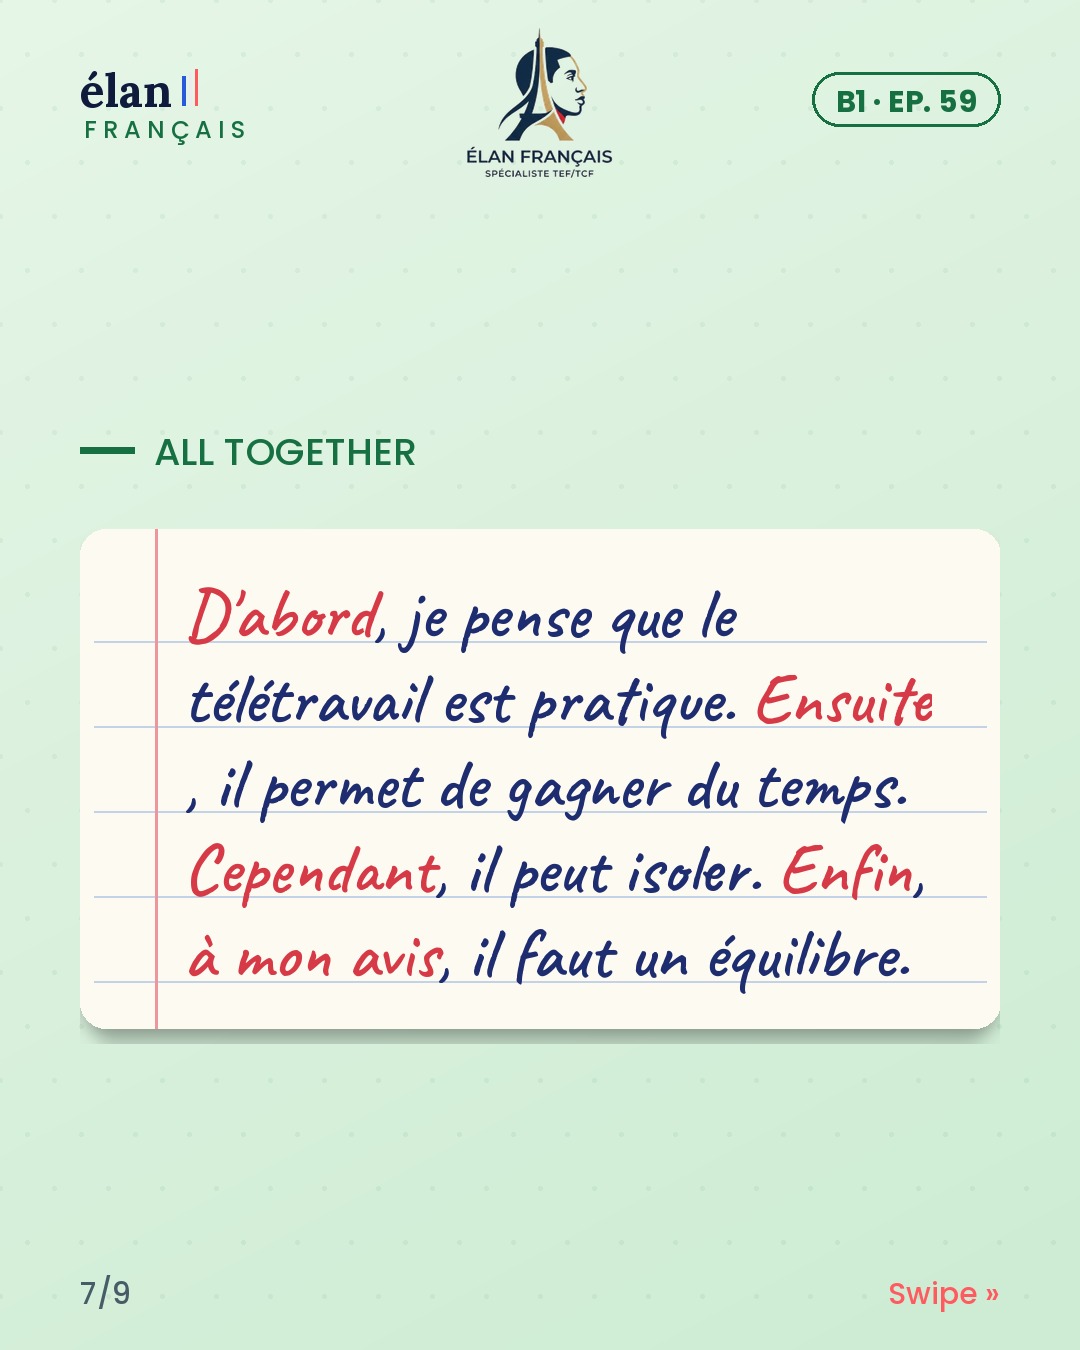 élan
FRANÇAIS
ÉLAN FRANÇAIS
SPÉCIALISTE TEF/TCF
B1 · EP. 59
ALL TOGETHER
D'abord, je pense que le
télétravail est pratique. Ensuite
, il permet de gagner du temps.
Cependant, il peut isoler. Enfin,
à mon avis, il faut un équilibre.
7/9
Swipe »